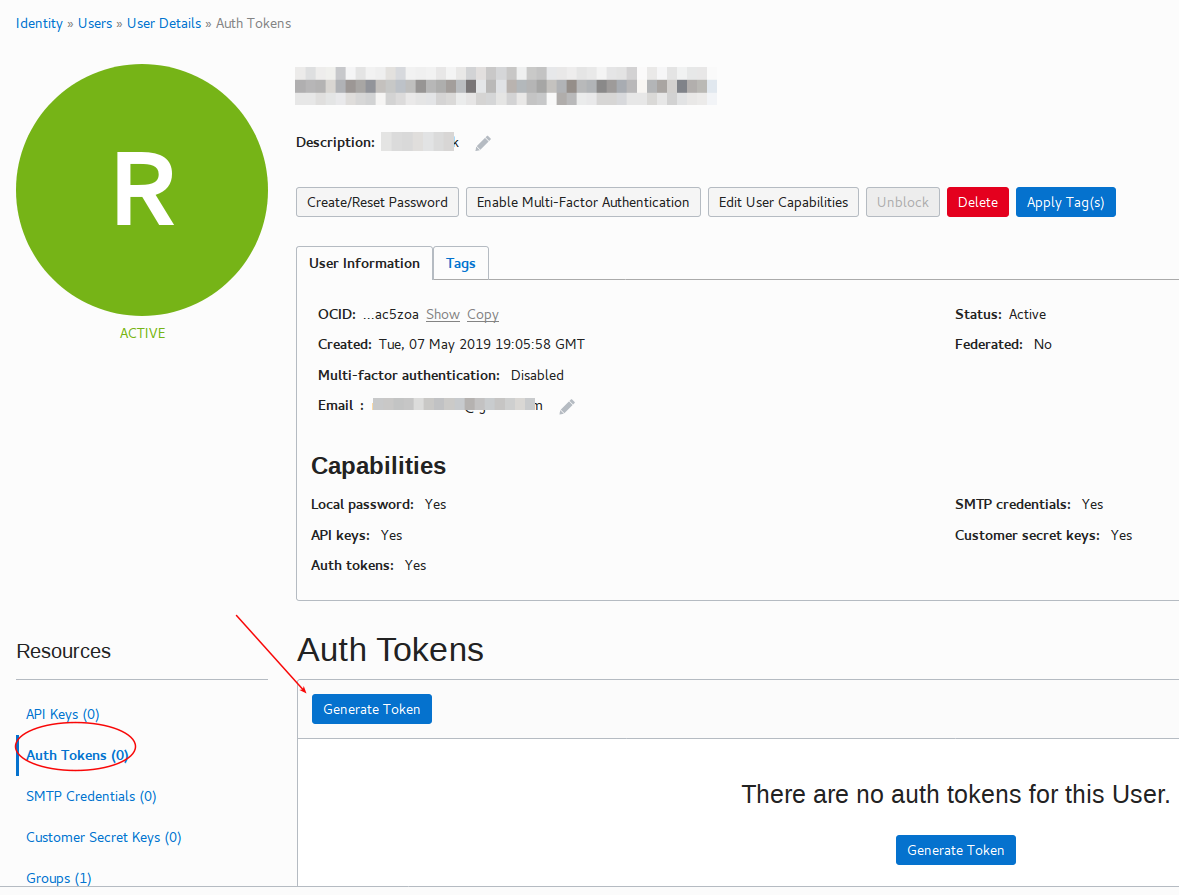 Identity » Users » User Details » Auth Tokens
R
ACTIVE
Description: k
Create/Reset Password Enable Multi-Factor Authentication Edit User Capabilities Unblock Delete Apply Tag(s)
User Information Tags
OCID: ...ac5zoa Show Copy Status: Active
Created: Tue, 07 May 2019 19:05:58 GMT Federated: No
Multi-factor authentication: Disabled
Email :
Capabilities
Local password: Yes SMTP credentials: Yes
API keys: Yes Customer secret keys: Yes
Auth tokens: Yes
Resources
API Keys (0)
Auth Tokens (0)
SMTP Credentials (0)
Customer Secret Keys (0)
Groups (1)
Auth Tokens
Generate Token
There are no auth tokens for this User.
Generate Token